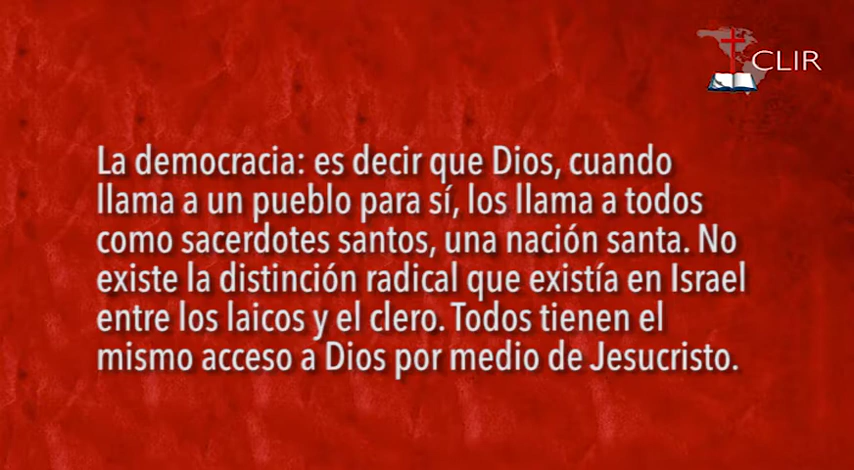 CLIR
La democracia: es decir que Dios, cuando
llama a un pueblo para sí, los llama a todos
como sacerdotes santos, una nación santa. No
existe la distinción radical que existía en Israel
entre los laicos y el clero. Todos tienen el
mismo acceso a Dios por medio de Jesucristo.